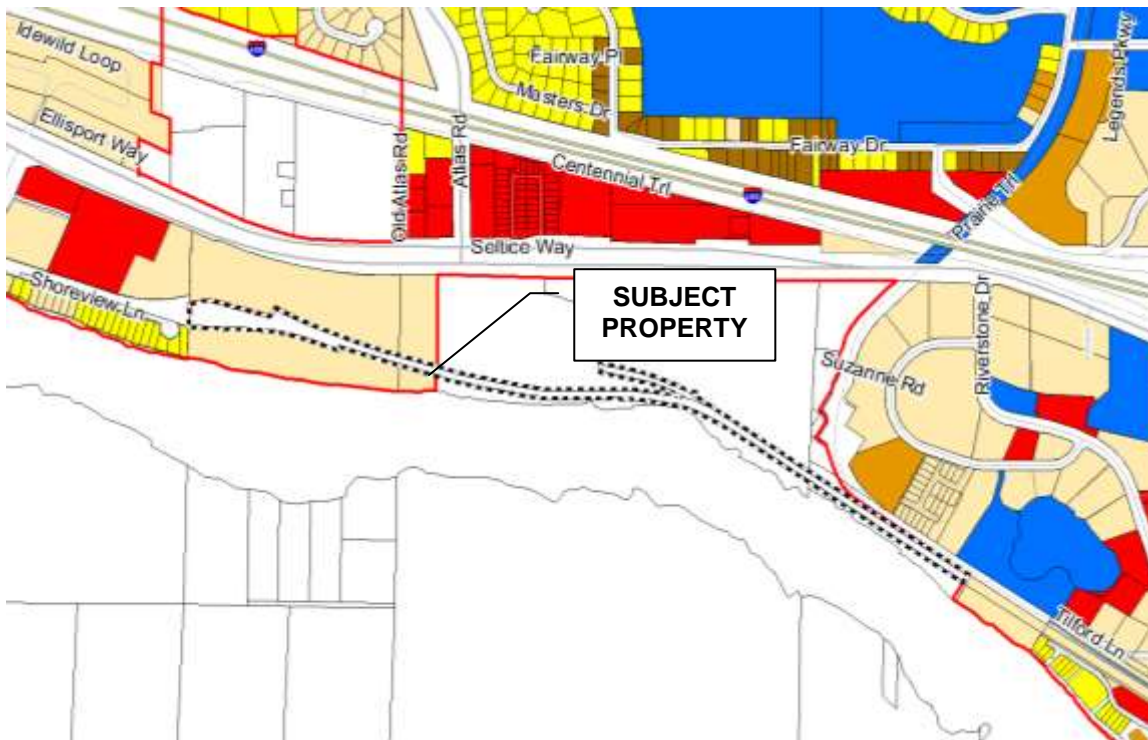 Idewild Loop
Ellisport Way
Fairway Pl
Masters Dr
Legends Pkwy
Old Atlas Rd
Atlas Rd
Centennial Trl
Fairway Dr
Prairie Trl
Seltice Way
Shoreview Ln
SUBJECT
PROPERTY
Suzanne Rd
Riverstone Dr
Tilford Ln